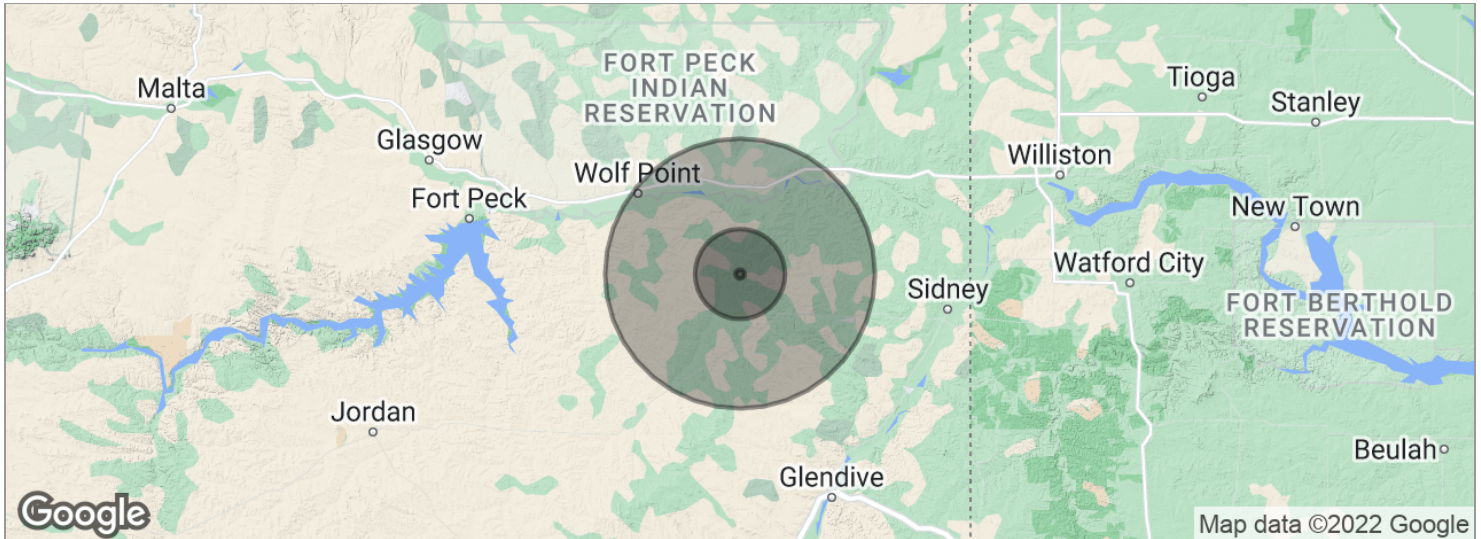 FORT PECK
INDIAN
RESERVATION
Malta
Tioga
Stanley
Glasgow
Williston
Wolf Point
Fort Peck
New Town
Watford City
Sidney
FORT BERTHOLD
RESERVATION
Jordan
Beulah
Glendive
Google
Map data ©2022 Google